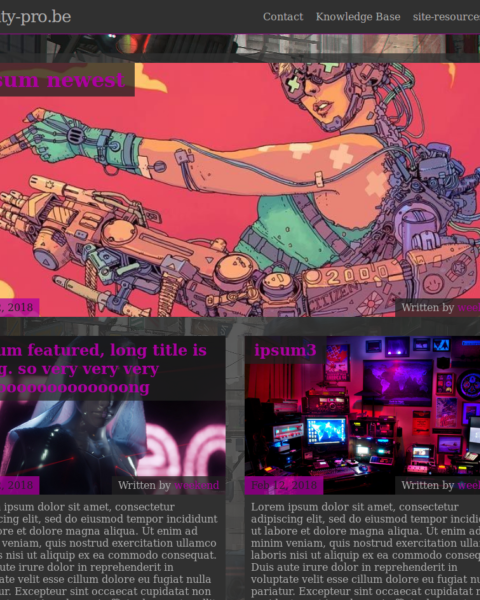 ty-pro.be
Contact Knowledge Base site-resources
sum newest
2000
, 2018
Written by
um featured, long title is
g. so very very very
oooooooooooooong
ipsum3
, 2018
Written by weekend
Feb 12, 2018
Written by
ipsum dolor sit amet, consectetur
scing elit, sed do eiusmod tempor incididunt
ore et dolore magna aliqua. Ut enim ad
veniam, quis nostrud exercitation ullamco
s nisi ut aliquip ex ea commodo consequat.
aute irure dolor in reprehenderit in
tate velit esse cillum dolore eu fugiat nulla
ur. Excepteur sint occaecat cupidatat non
Lorem ipsum dolor sit amet, consectetur
adipiscing elit, sed do eiusmod tempor
ut labore et dolore magna aliqua. Ut enim
minim veniam, quis nostrud exercitation
laboris nisi ut aliquip ex ea commodo
Duis aute irure dolor in reprehenderit in
voluptate velit esse cillum dolore eu fugiat
pariatur. Excepteur sint occaecat cupidatat